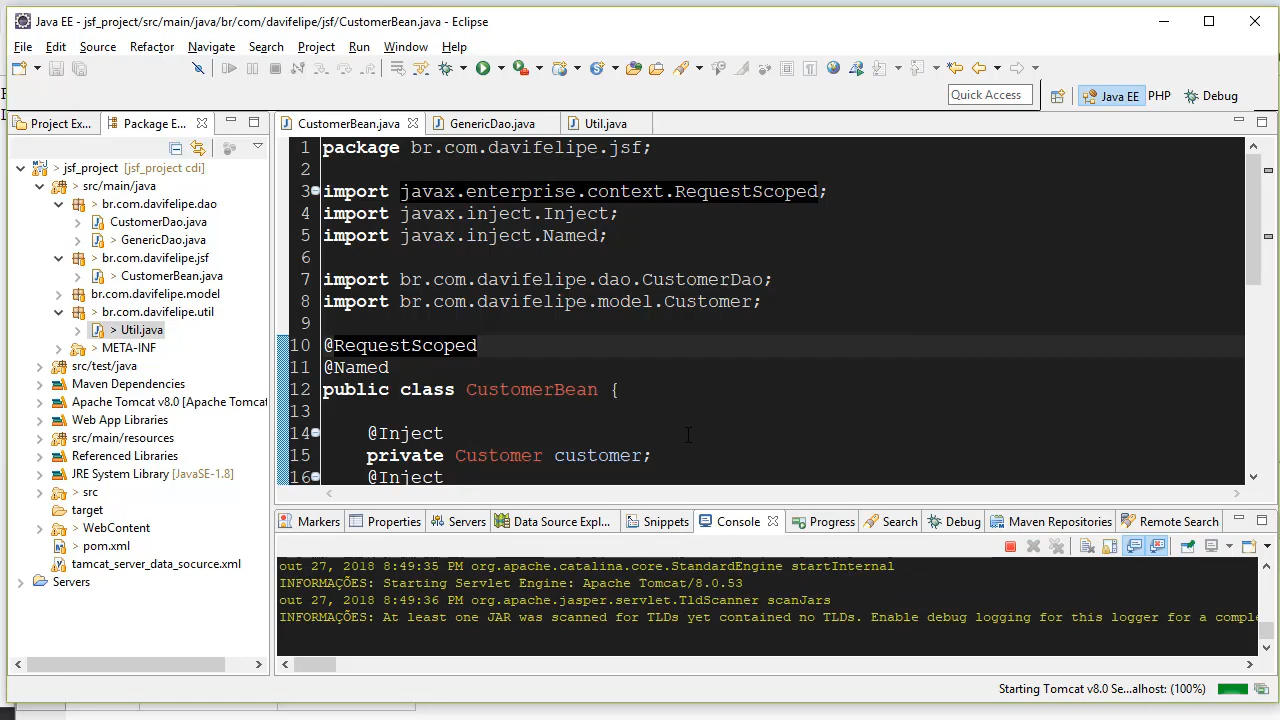 Java EE - jsf_project/src/main/java/br/com/davifelipe/jsf/CustomerBean.java - Eclipse
File Edit Source Refactor Navigate Search Project Run Window Help
Quick Access
Java EE
PHP
Debug
Project Ex...
Package E...
CustomerBean.java
GenericDao.java
Util.java
> jsf_project [jsf_project cdi]
> src/main/java
> br.com.davifelipe.dao
CustomerDao.java
> GenericDao.java
> br.com.davifelipe.jsf
> CustomerBean.java
br.com.davifelipe.model
> br.com.davifelipe.util
> Util.java
> META-INF
src/test/java
Maven Dependencies
Apache Tomcat v8.0 [Apache Tomcat
Web App Libraries
src/main/resources
Referenced Libraries
JRE System Library [JavaSE-1.8]
> src
target
> WebContent
> pom.xml
tamcat_server_data_socurce.xml
Servers
1 package br.com.davifelipe.jsf;
2
3 import javax.enterprise.context.RequestScoped;
4 import javax.inject.Inject;
5 import javax.inject.Named;
6
7 import br.com.davifelipe.dao.CustomerDao;
8 import br.com.davifelipe.model.Customer;
9
10 @RequestScoped
11 @Named
12 public class CustomerBean {
13
14 @Inject
15 private Customer customer;
16 @Inject
Markers
Properties
Servers
Data Source Expl...
Snippets
Console
Progress
Search
Debug
Maven Repositories
Remote Search
out 27, 2018 8:49:35 PM org.apache.catalina.core.StandardEngine startInternal
INFORMAÇÕES: Starting Servlet Engine: Apache Tomcat/8.0.53
out 27, 2018 8:49:36 PM org.apache.jasper.servlet.TldScanner scanJars
INFORMAÇÕES: At least one JAR was scanned for TLDs yet contained no TLDs. Enable debug logging for this logger for a comple
Starting Tomcat v8.0 Se...alhost: (100%)